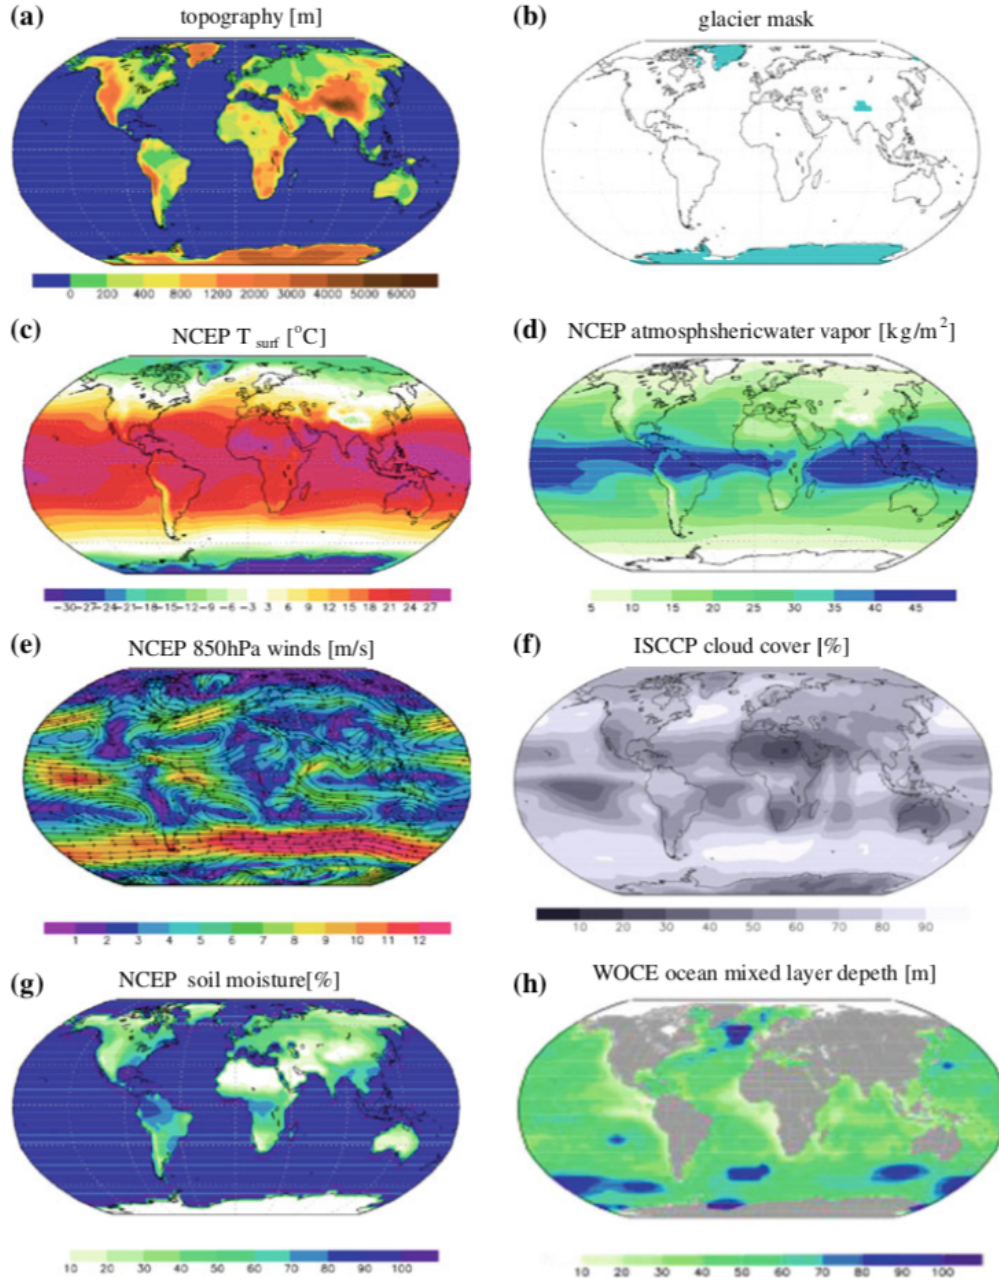 (a) topography [m]
(b) glacier mask
0 200 400 800 1200 2000 3000 4000 5000 6000
(c) NCEP T surf [°C]
(d) NCEP atmosphshericwater vapor [kg/m²]
-30-27-24-21-18-15-12-9 -6 -3 3 6 9 12 15 18 21 24 27
5 10 15 20 25 30 35 40 45
(e) NCEP 850hPa winds [m/s]
(f) ISCCP cloud cover [%]
1 2 3 4 5 6 7 8 9 10 11 12
10 20 30 40 50 60 70 80 90
(g) NCEP soil moisture[%]
(h) WOCE ocean mixed layer depeth [m]
10 20 30 40 50 60 70 80 90 100
10 20 30 40 50 60 70 80 90 100